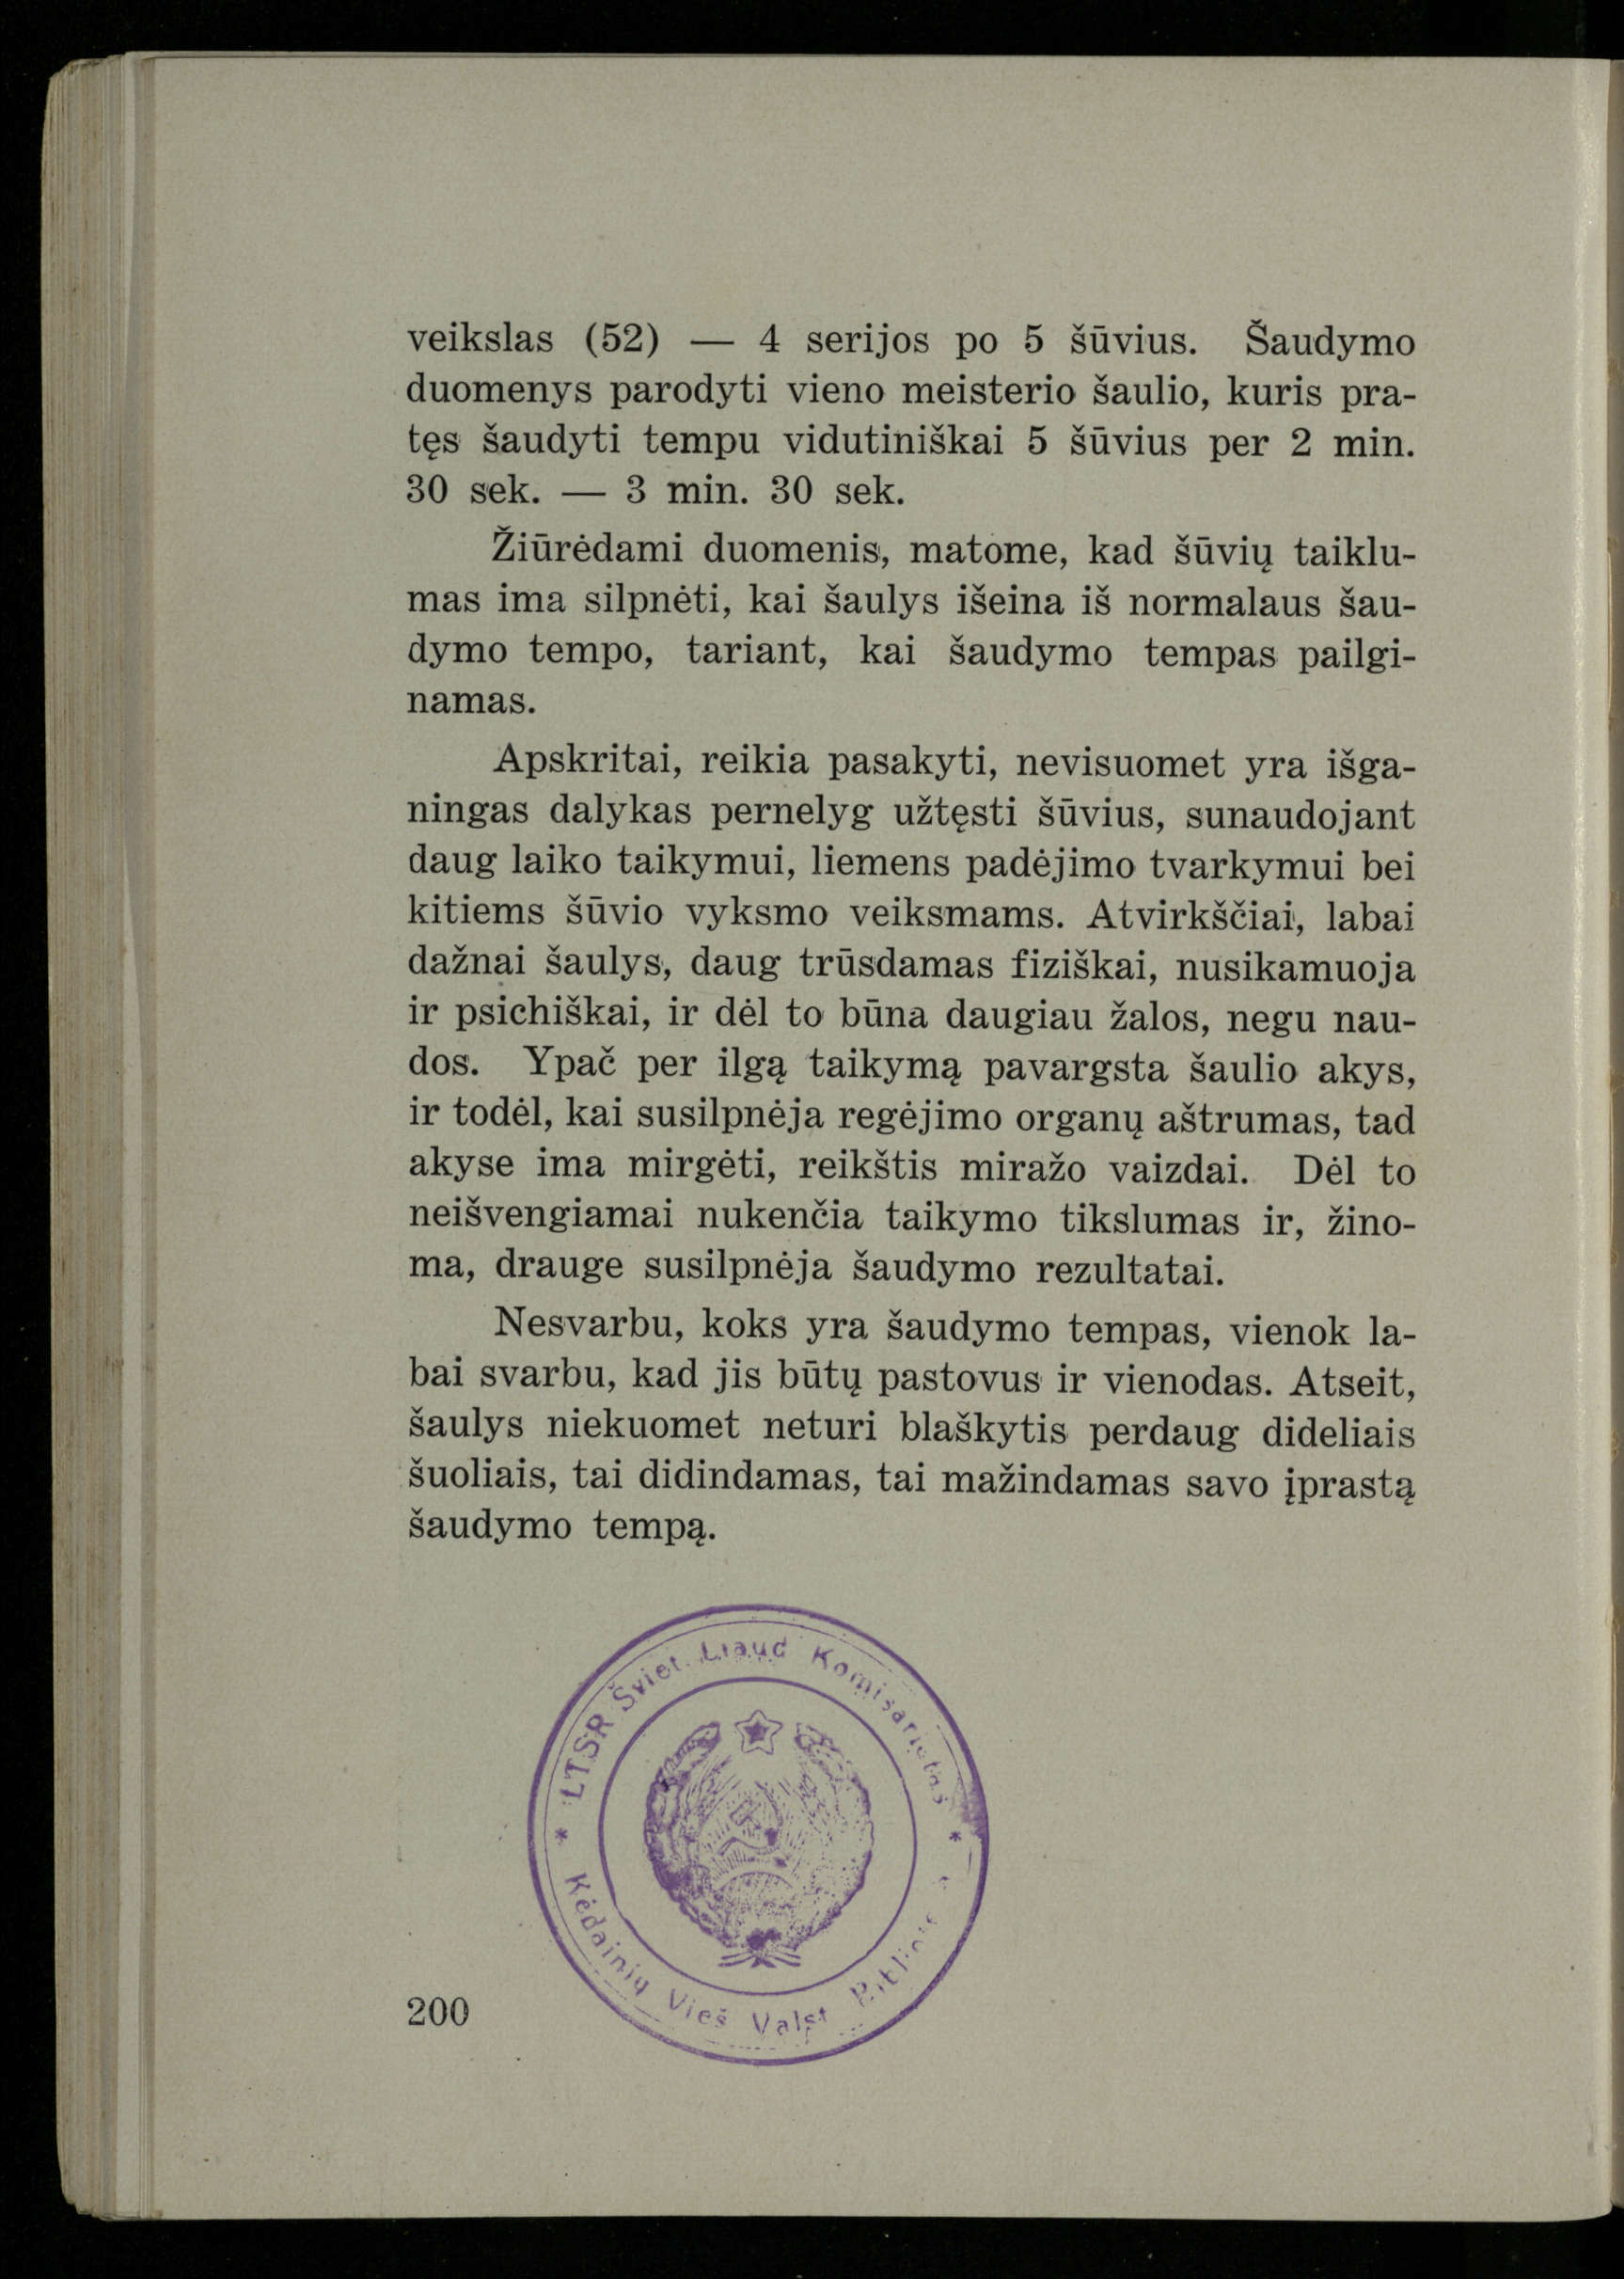 veikslas (52) — 4 serijos po 5 šūvius. Šaudymo
duomenys parodyti vieno meisterio šaulio, kuris pra-
tęs šaudyti tempu vidutiniškai 5 šūvius per 2 min.
30 sek. — 3 min. 30 sek.
Žiūrėdami duomenis, matome, kad šūvių taiklu-
mas ima silpnėti, kai šaulys išeina iš normalaus šau-
dymo tempo, tariant, kai šaudymo tempas pailgi-
namas.
Apskritai, reikia pasakyti, nevisuomet yra išga-
ningas dalykas pernelyg užtęsti šūvius, sunaudojant
daug laiko taikymui, liemens padėjimo tvarkymui bei
kitiems šūvio vyksmo veiksmams. Atvirkščiai, labai
dažnai šaulys, daug trūsdamas fiziškai, nusikamuoja
ir psichiškai, ir dėl to būna daugiau žalos, negu nau-
dos. Ypač per ilgą taikymą pavargsta šaulio akys,
ir todėl, kai susilpnėja regėjimo organų aštrumas, tad
akyse ima mirgėti, reikštis miražo vaizdai. Dėl to
neišvengiamai nukenčia taikymo tikslumas ir, žino-
ma, drauge susilpnėja šaudymo rezultatai.
Nesvarbu, koks yra šaudymo tempas, vienok la-
bai svarbu, kad jis būtų pastovus ir vienodas. Atseit,
šaulys niekuomet neturi blaškytis perdaug dideliais
šuoliais, tai didindamas, tai mažindamas savo įprastą
šaudymo tempą.
* LTSR Šviet. Liaud Komisariatas *
Kėdainių Vieš Valst
200